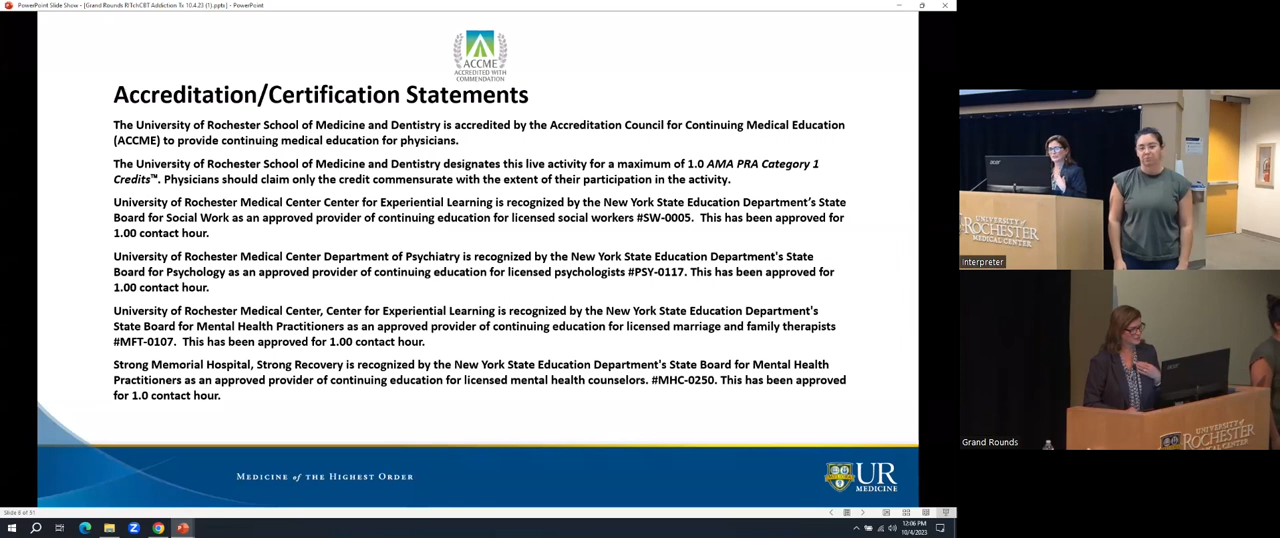 PowerPoint Slide Show - [Grand Rounds RITchCBT Addiction Tx 10.4.23 (1).pptx] - PowerPoint
ACCME
ACCREDITED WITH
COMMENDATION
Accreditation/Certification Statements
The University of Rochester School of Medicine and Dentistry is accredited by the Accreditation Council for Continuing Medical Education
(ACCME) to provide continuing medical education for physicians.
The University of Rochester School of Medicine and Dentistry designates this live activity for a maximum of 1.0 AMA PRA Category 1
Credits™. Physicians should claim only the credit commensurate with the extent of their participation in the activity.
University of Rochester Medical Center Center for Experiential Learning is recognized by the New York State Education Department's State
Board for Social Work as an approved provider of continuing education for licensed social workers #SW-0005. This has been approved for
1.00 contact hour.
University of Rochester Medical Center Department of Psychiatry is recognized by the New York State Education Department's State
Board for Psychology as an approved provider of continuing education for licensed psychologists #PSY-0117. This has been approved for
1.00 contact hour.
University of Rochester Medical Center, Center for Experiential Learning is recognized by the New York State Education Department's
State Board for Mental Health Practitioners as an approved provider of continuing education for licensed marriage and family therapists
#MFT-0107. This has been approved for 1.00 contact hour.
Strong Memorial Hospital, Strong Recovery is recognized by the New York State Education Department's State Board for Mental Health
Practitioners as an approved provider of continuing education for licensed mental health counselors. #MHC-0250. This has been approved
for 1.0 contact hour.
MEDICINE of THE HIGHEST ORDER
UR
MEDICINE
Slide 6 of 51
12:06 PM
10/4/2023
acer
UNIVERSITY of
ROCHESTER
MEDICAL CENTER
Interpreter
UNIVERSITY of
ROCHESTER
Grand Rounds